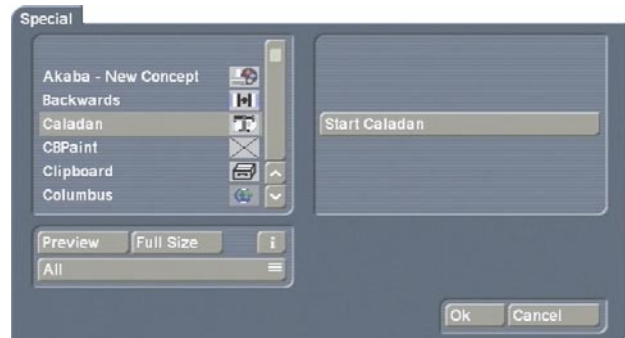 Special
Akaba - New Concept
Backwards
Caladan
CBPaint
Clipboard
Columbus
Start Caladan
Preview Full Size i
All
Ok Cancel